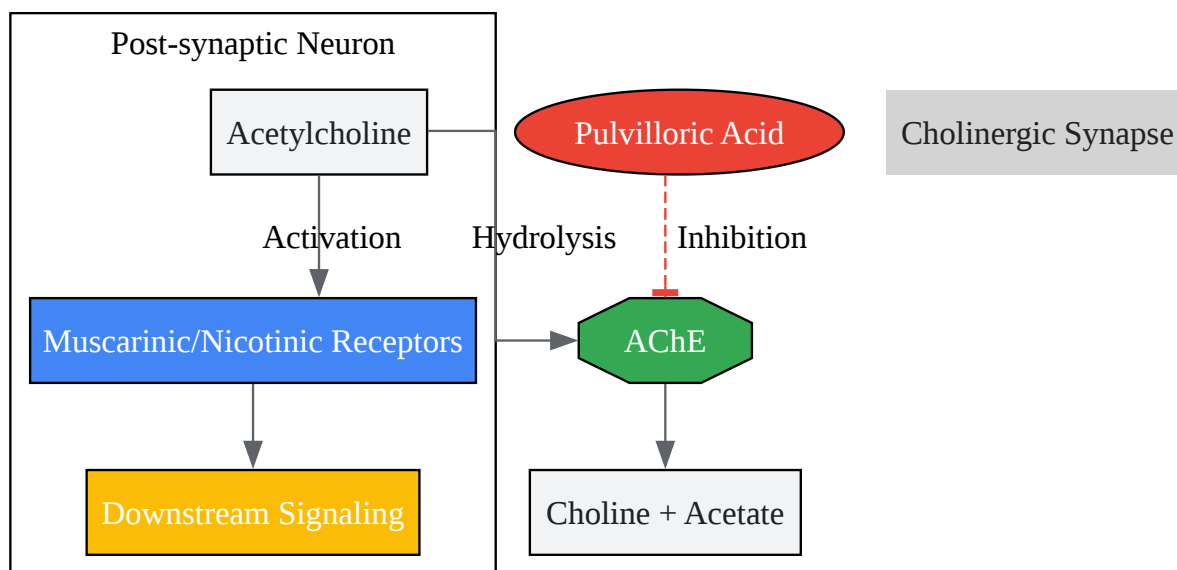 Post-synaptic Neuron
Acetylcholine
Pulvilloric Acid
Cholinergic Synapse
Activation
Hydrolysis
Inhibition
Muscarinic/Nicotinic Receptors
AChE
Downstream Signaling
Choline + Acetate